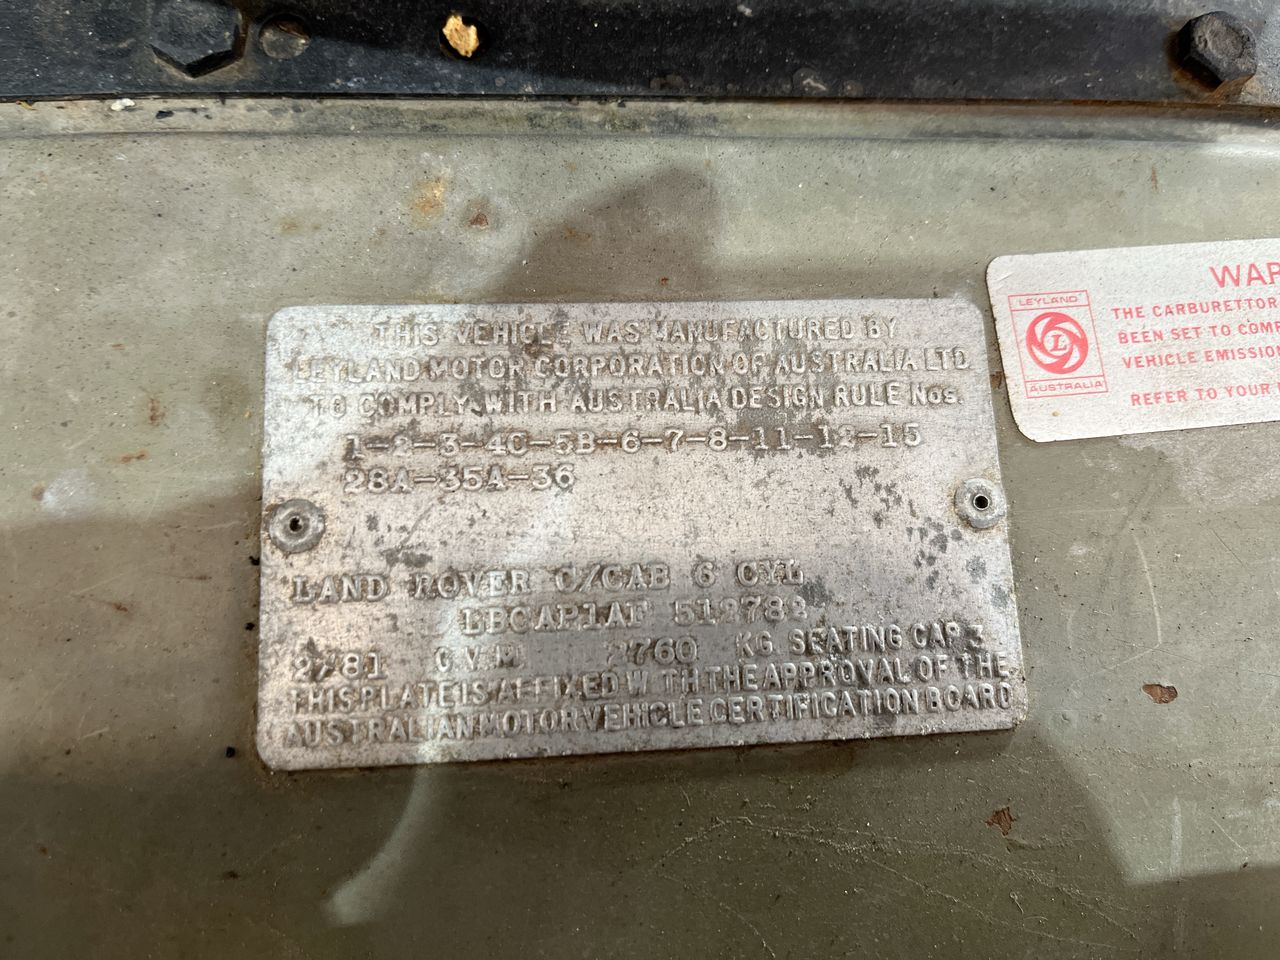 THIS VEHICLE WAS MANUFACTURED BY
LEYLAND MOTOR CORPORATION OF AUSTRALIA LTD.
TO COMPLY WITH AUSTRALIA DESIGN RULE Nos.
1-2-3-4C-5B-6-7-8-11-12-15
28A-35A-36
LAND ROVER C/CAB 6 CYL
LBCAP1AF 512782
2781 G.V.M. 2760 KG SEATING CAP 3
THIS PLATE IS AFFIXED WITH THE APPROVAL OF THE
AUSTRALIAN MOTOR VEHICLE CERTIFICATION BOARD
LEYLAND
L
AUSTRALIA
WAR
THE CARBURETTOR
BEEN SET TO COMP
VEHICLE EMISSION
REFER TO YOUR